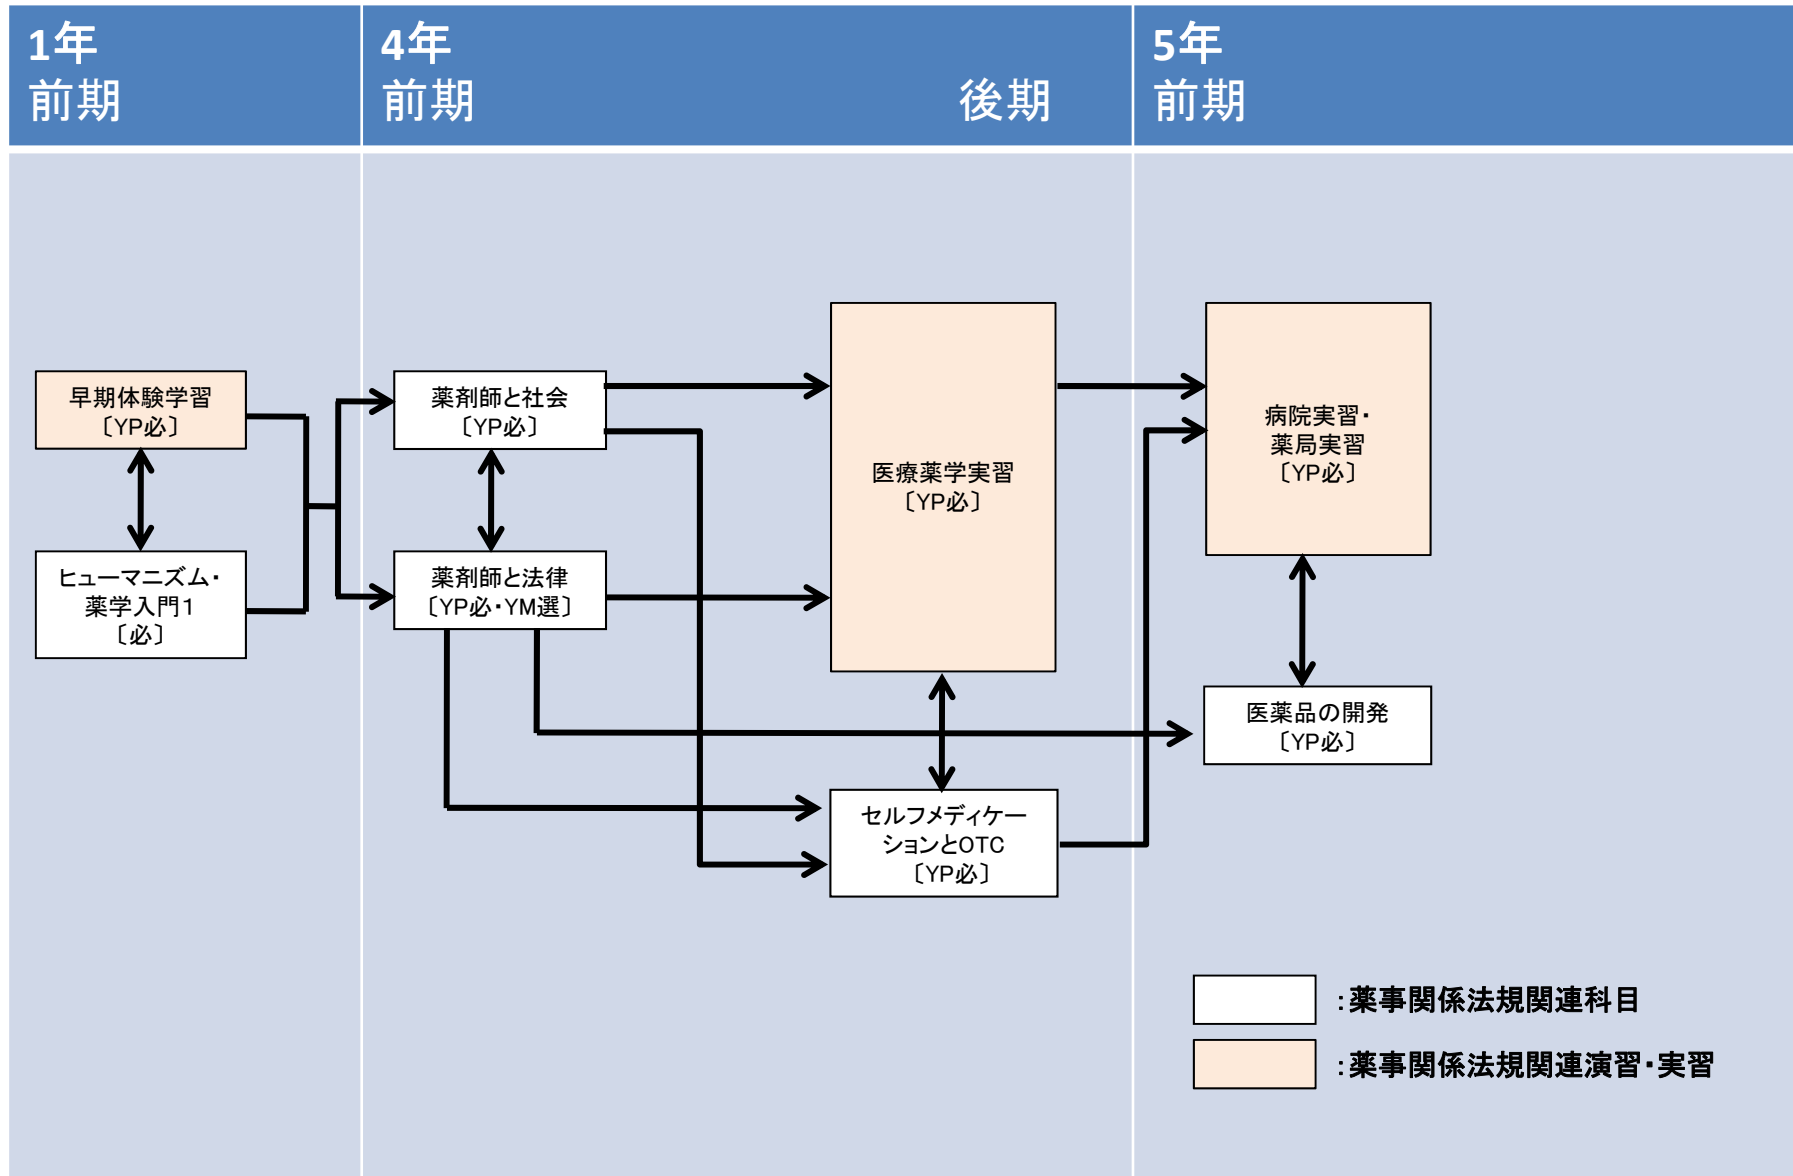 1年
前期
4年
前期
後期
5年
前期
早期体験学習
〔YP必〕
ヒューマニズム・
薬学入門1
〔必〕
薬剤師と社会
〔YP必〕
薬剤師と法律
〔YP必・YM選〕
医療薬学実習
〔YP必〕
セルフメディケー
ションとOTC
〔YP必〕
病院実習・
薬局実習
〔YP必〕
医薬品の開発
〔YP必〕
：薬事関係法規関連科目
：薬事関係法規関連演習・実習